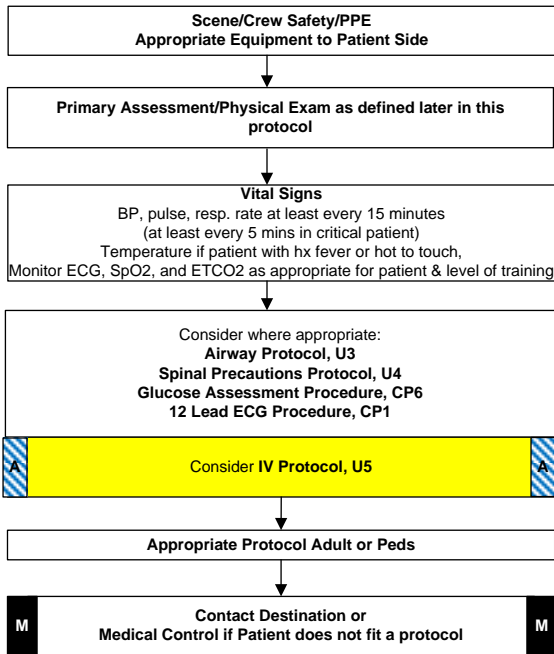 Scene/Crew Safety/PPE
Appropriate Equipment to Patient Side
Primary Assessment/Physical Exam as defined later in this
protocol
Vital Signs
BP, pulse, resp. rate at least every 15 minutes
(at least every 5 mins in critical patient)
Temperature if patient with hx fever or hot to touch,
Monitor ECG, SpO2, and ETCO2 as appropriate for patient & level of training
Consider where appropriate:
Airway Protocol, U3
Spinal Precautions Protocol, U4
Glucose Assessment Procedure, CP6
12 Lead ECG Procedure, CP1
A Consider IV Protocol, U5 A
Appropriate Protocol Adult or Peds
Contact Destination or
M Medical Control if Patient does not fit a protocol M